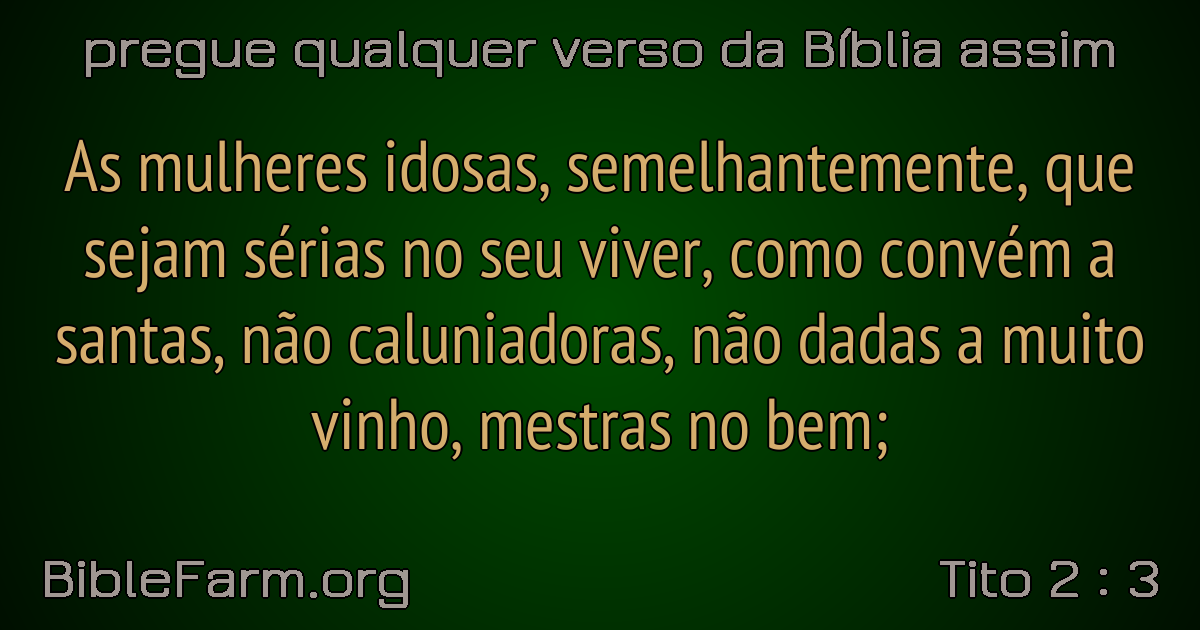 pregue qualquer verso da Bíblia assim
As mulheres idosas, semelhantemente, que
sejam sérias no seu viver, como convém a
santas, não caluniadoras, não dadas a muito
vinho, mestras no bem;
BibleFarm.org
Tito 2 : 3